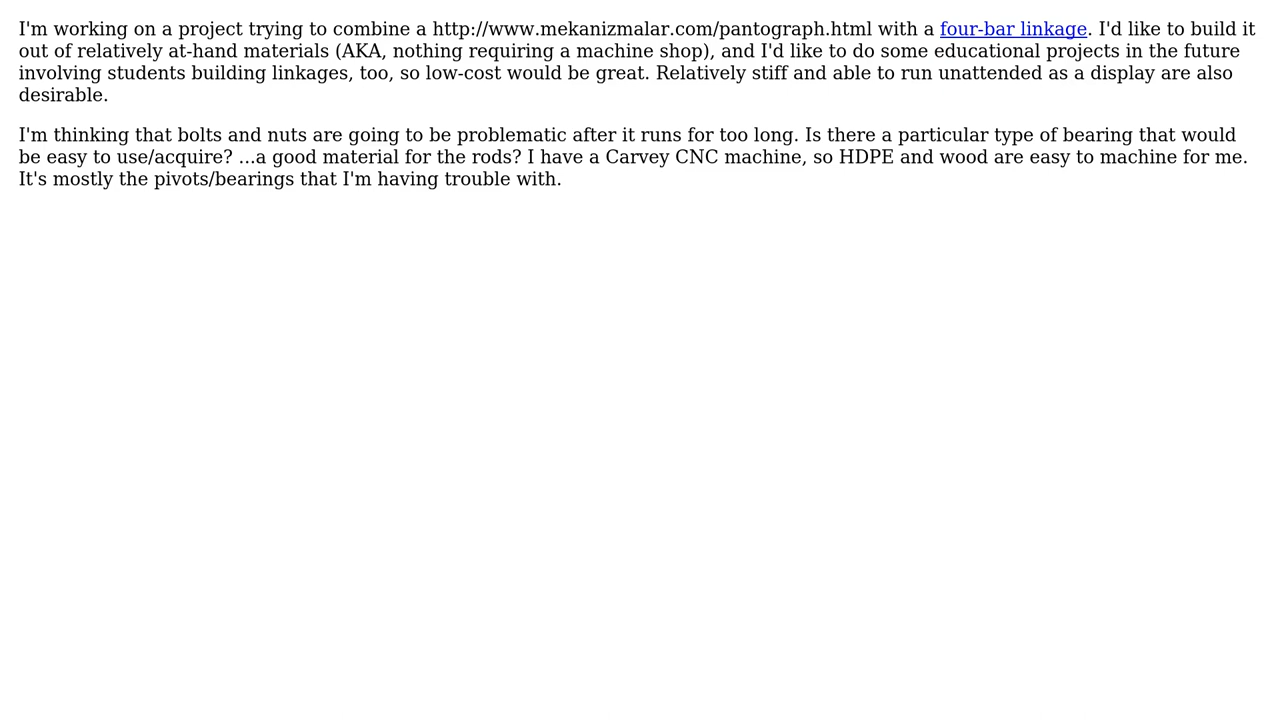 I'm working on a project trying to combine a http://www.mekanizmalar.com/pantograph.html with a four-bar linkage. I'd like to build it
out of relatively at-hand materials (AKA, nothing requiring a machine shop), and I'd like to do some educational projects in the future
involving students building linkages, too, so low-cost would be great. Relatively stiff and able to run unattended as a display are also
desirable.
I'm thinking that bolts and nuts are going to be problematic after it runs for too long. Is there a particular type of bearing that would
be easy to use/acquire? ...a good material for the rods? I have a Carvey CNC machine, so HDPE and wood are easy to machine for me.
It's mostly the pivots/bearings that I'm having trouble with.